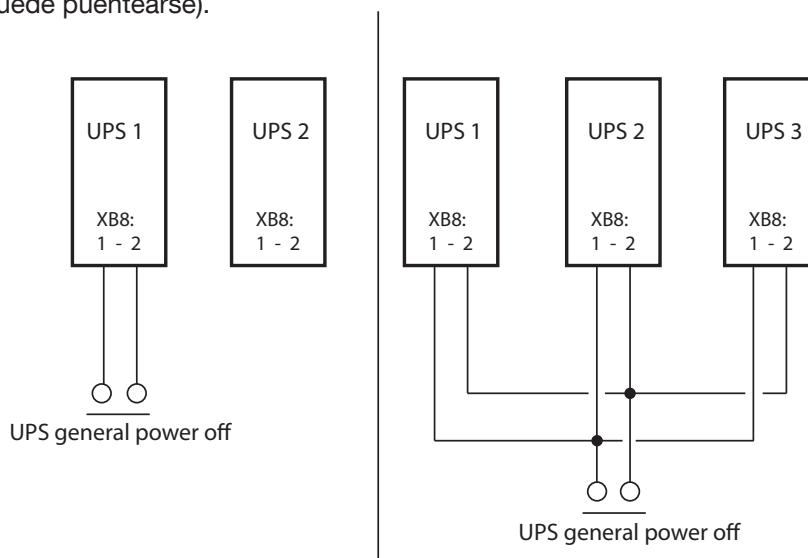 puentearse).
UPS 1
XB8:
1 - 2
UPS 2
XB8:
1 - 2
UPS general power off
UPS 1
XB8:
1 - 2
UPS 2
XB8:
1 - 2
UPS 3
XB8:
1 - 2
UPS general power off